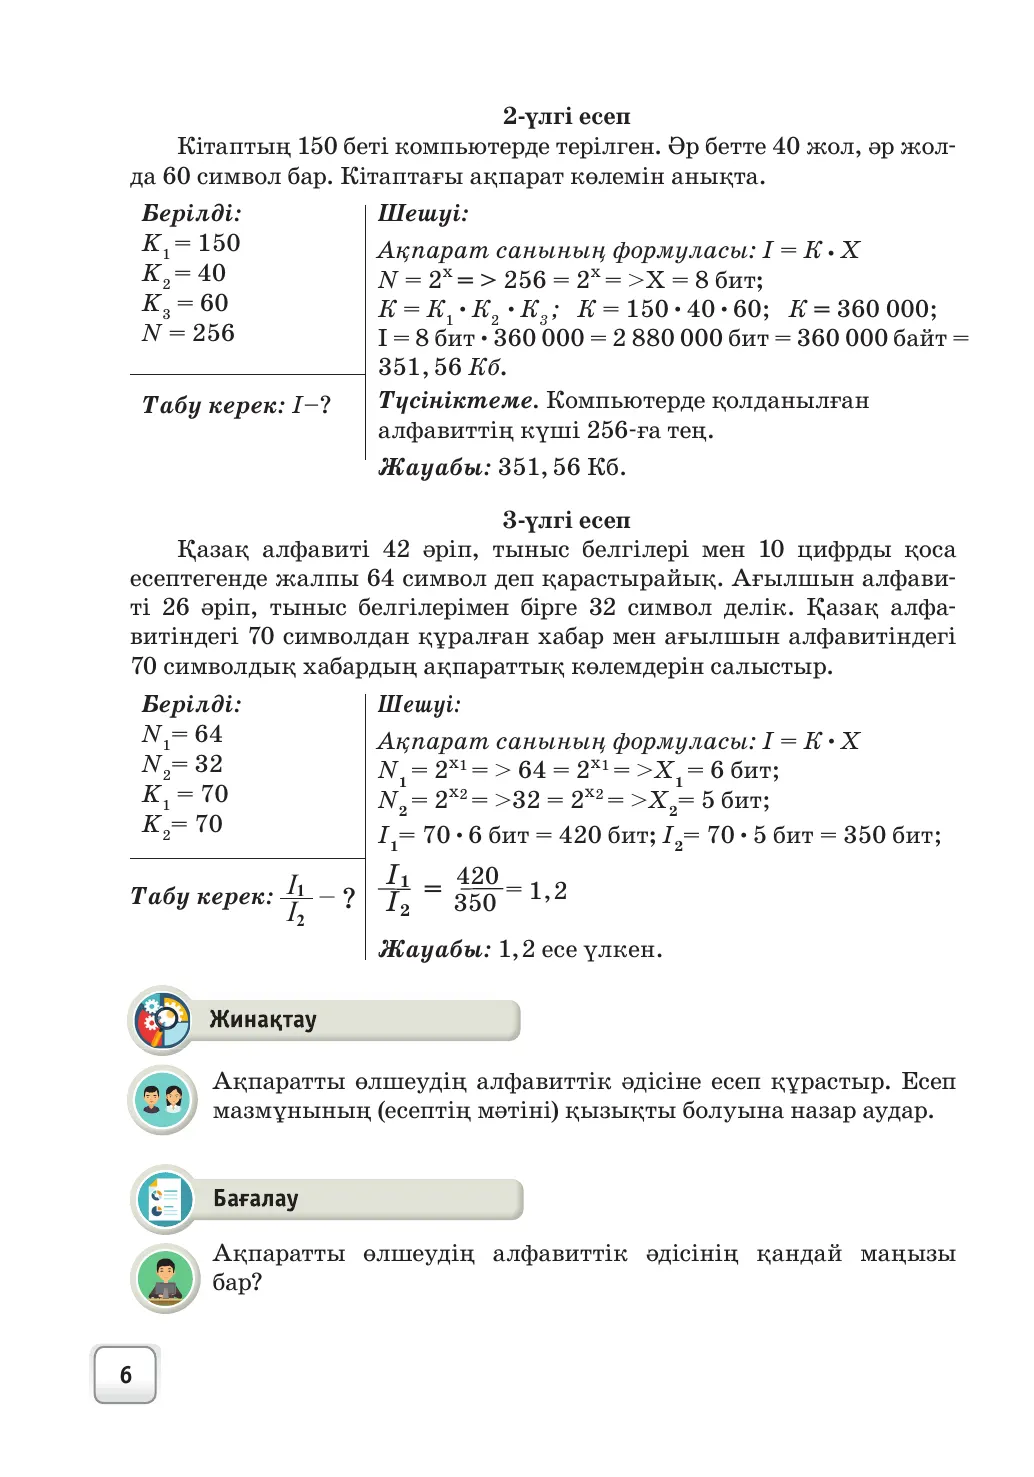 2-үлгі есеп
Кітаптың 150 беті компьютерде терілген. Әр бетте 40 жол, әр жол-
да 60 символ бар. Кітаптағы ақпарат көлемін анықта.
Берілді:
K₁ = 150
K₂ = 40
K₃ = 60
N = 256
Табу керек: I–?
Шешуі:
Ақпарат санының формуласы: I = K • X
N = 2ˣ = > 256 = 2ˣ = >X = 8 бит;
K = K₁ • K₂ • K₃; K = 150 • 40 • 60; K = 360 000;
I = 8 бит • 360 000 = 2 880 000 бит = 360 000 байт =
351, 56 Кб.
Түсініктеме. Компьютерде қолданылған
алфавиттің күші 256-ға тең.
Жауабы: 351, 56 Кб.
3-үлгі есеп
Қазақ алфавиті 42 әріп, тыныс белгілері мен 10 цифрды қоса
есептегенде жалпы 64 символ деп қарастырайық. Ағылшын алфави-
ті 26 әріп, тыныс белгілерімен бірге 32 символ делік. Қазақ алфа-
витіндегі 70 символдан құралған хабар мен ағылшын алфавитіндегі
70 символдық хабардың ақпараттық көлемдерін салыстыр.
Берілді:
N₁= 64
N₂= 32
K₁ = 70
K₂= 70
Табу керек: I₁/I₂ – ?
Шешуі:
Ақпарат санының формуласы: I = K • X
N₁ = 2ˣ¹ = > 64 = 2ˣ¹ = >X₁ = 6 бит;
N₂ = 2ˣ² = >32 = 2ˣ² = >X₂= 5 бит;
I₁= 70 • 6 бит = 420 бит; I₂= 70 • 5 бит = 350 бит;
I₁/I₂ = 420/350 = 1, 2
Жауабы: 1, 2 есе үлкен.
Жинақтау
Ақпаратты өлшеудің алфавиттік әдісіне есеп құрастыр. Есеп
мазмұнының (есептің мәтіні) қызықты болуына назар аудар.
Бағалау
Ақпаратты өлшеудің алфавиттік әдісінің қандай маңызы
бар?
6